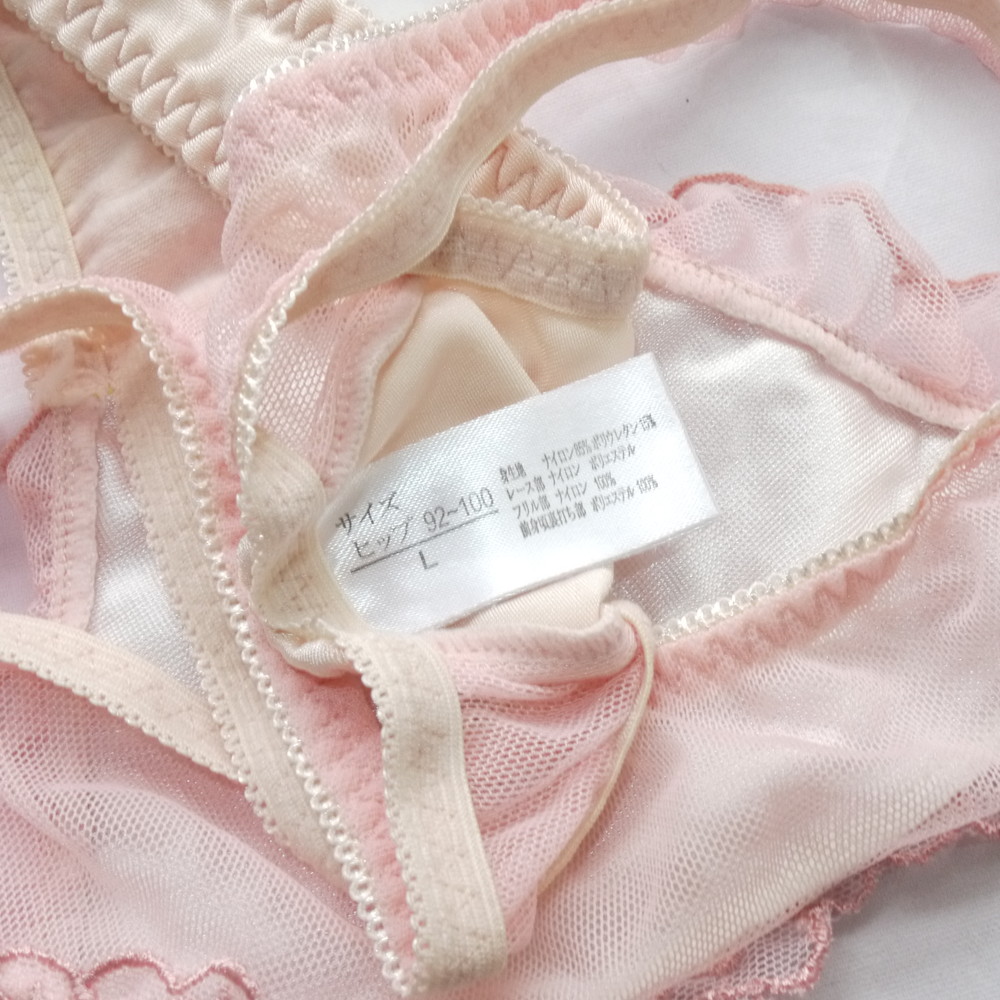 サイズ
ヒップ 92~100
L
身生地 ナイロン85% ポリウレタン15%
レース部 ナイロン ポリエステル
フリル部 ナイロン 100%
ポリエステル 100%